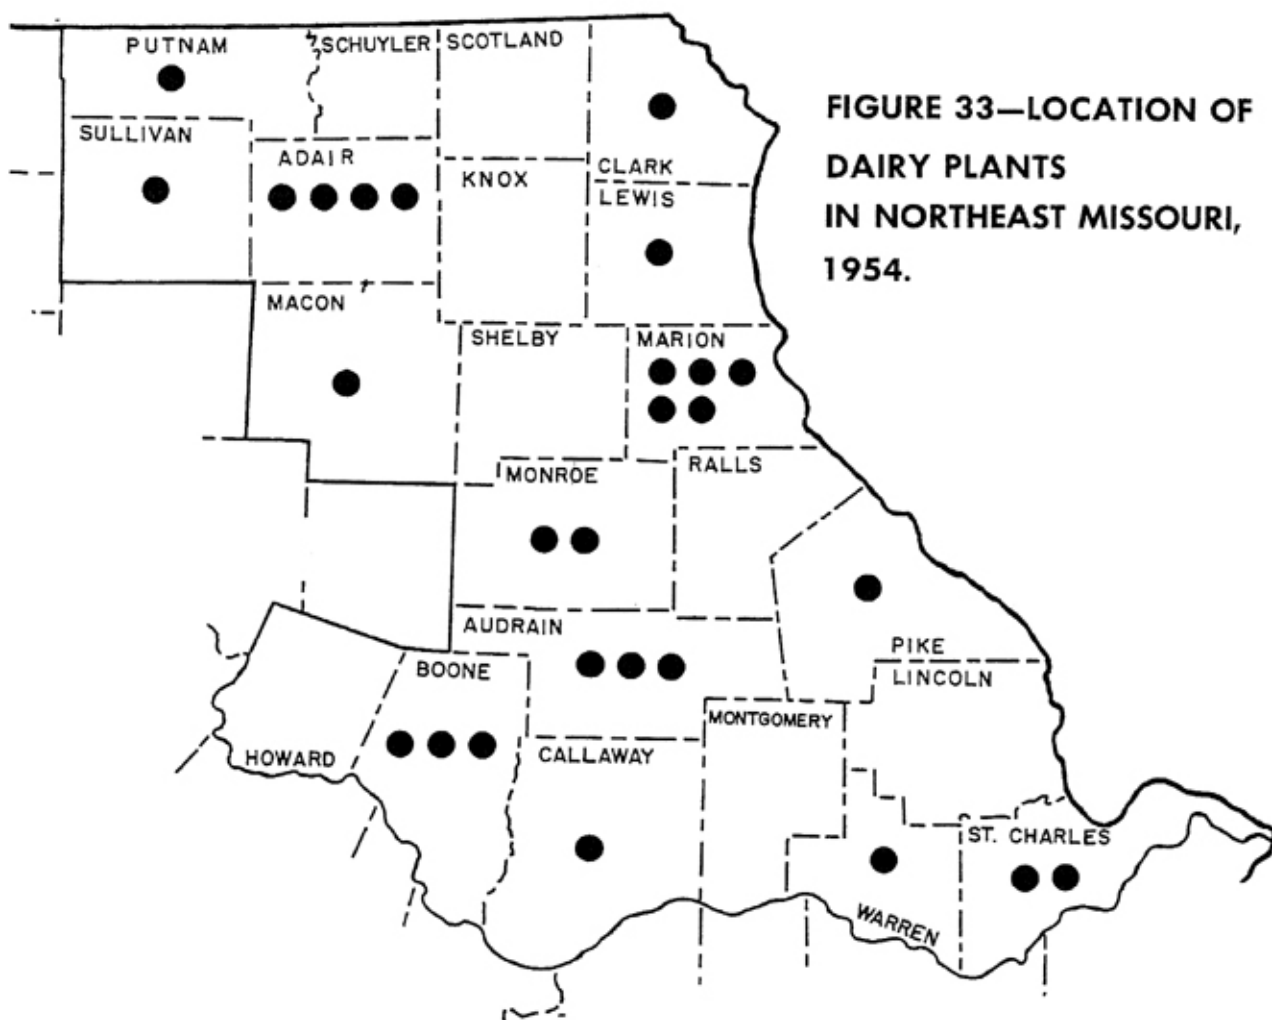 PUTNAM
SCHUYLER
SCOTLAND
FIGURE 33—LOCATION OF
DAIRY PLANTS
IN NORTHEAST MISSOURI,
1954.
SULLIVAN
ADAIR
KNOX
CLARK
LEWIS
MACON
SHELBY
MARION
MONROE
RALLS
AUDRAIN
BOONE
PIKE
LINCOLN
MONTGOMERY
HOWARD
CALLAWAY
ST. CHARLES
WARREN